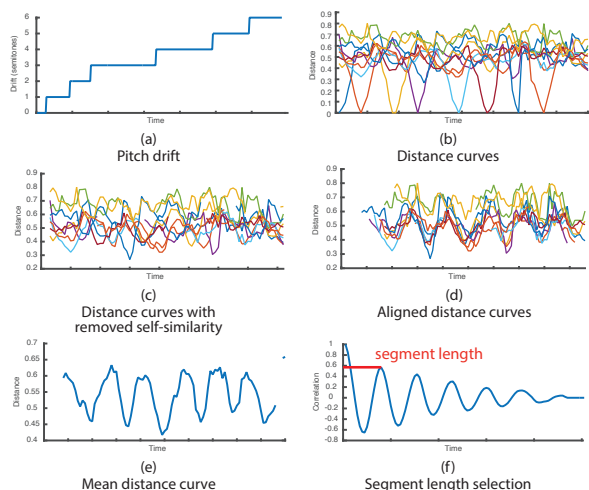 6
5
4
3
2
1
0
Drift (semitones)
Time
(a)
Pitch drift
0.9
0.8
0.7
0.6
0.5
0.4
0.3
0.2
0.1
0
Distance
Time
(b)
Distance curves
0.9
0.8
0.7
0.6
0.5
0.4
0.3
0.2
Distance
Time
(c)
Distance curves with
removed self-similarity
0.9
0.8
0.7
0.6
0.5
0.4
0.3
0.2
Distance
Time
(d)
Aligned distance curves
0.7
0.65
0.6
0.55
0.5
0.45
0.4
Distance
Time
(e)
Mean distance curve
1
0.8
0.6
0.4
0.2
0
-0.2
-0.4
-0.6
-0.8
Correlation
segment length
Time
(f)
Segment length selection